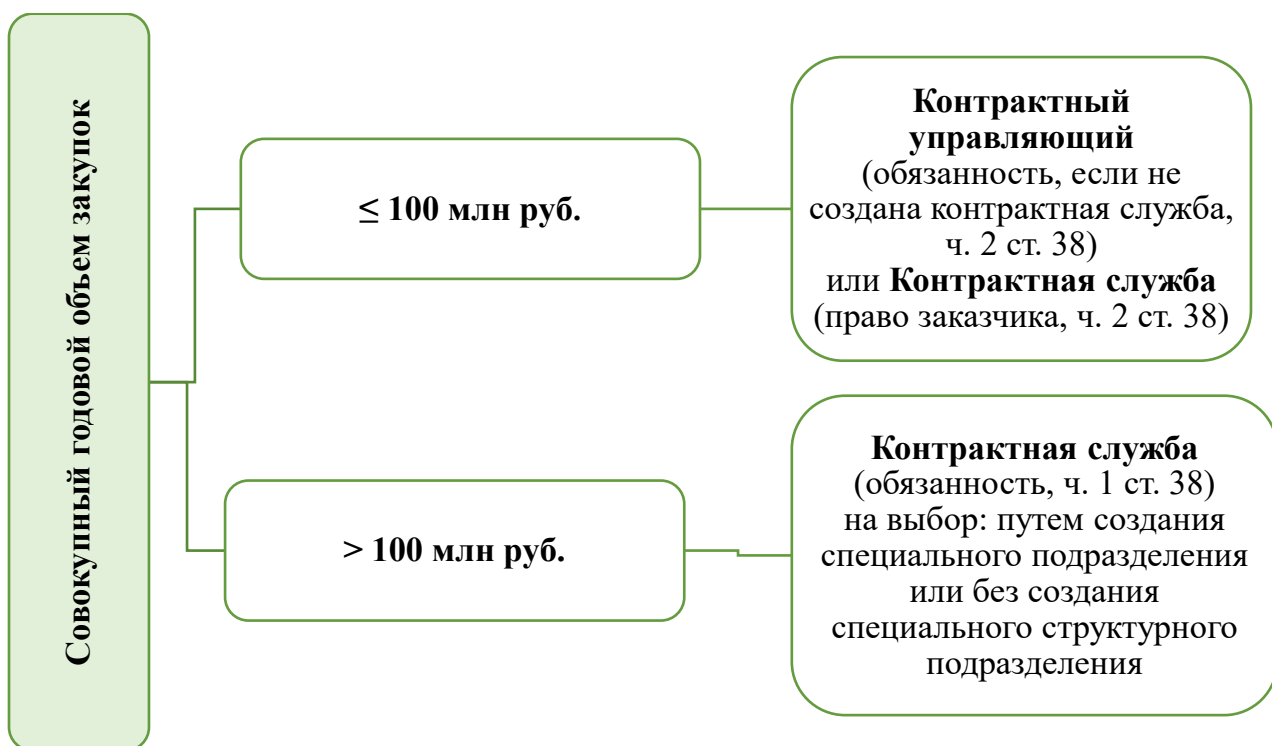 Совокупный годовой объем закупок
≤ 100 млн руб.
Контрактный
управляющий
(обязанность, если не
создана контрактная служба,
ч. 2 ст. 38)
или Контрактная служба
(право заказчика, ч. 2 ст. 38)
> 100 млн руб.
Контрактная служба
(обязанность, ч. 1 ст. 38)
на выбор: путем создания
специального подразделения
или без создания
специального структурного
подразделения